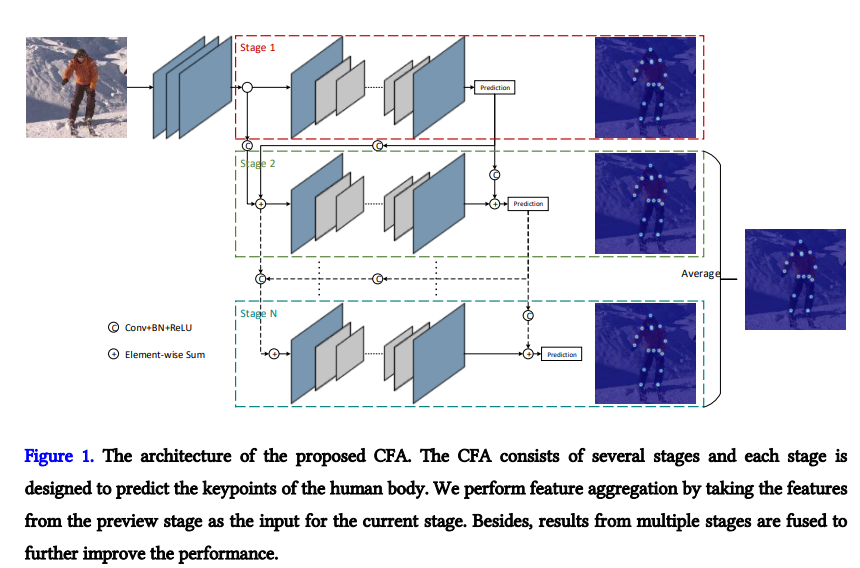 Stage 1
Prediction
C
C
Stage 2
C
+
+
Prediction
Average
C
C
Stage N
C
C Conv+BN+ReLU
+ Element-wise Sum
+
+
Prediction
Figure 1. The architecture of the proposed CFA. The CFA consists of several stages and each stage is
designed to predict the keypoints of the human body. We perform feature aggregation by taking the features
from the preview stage as the input for the current stage. Besides, results from multiple stages are fused to
further improve the performance.